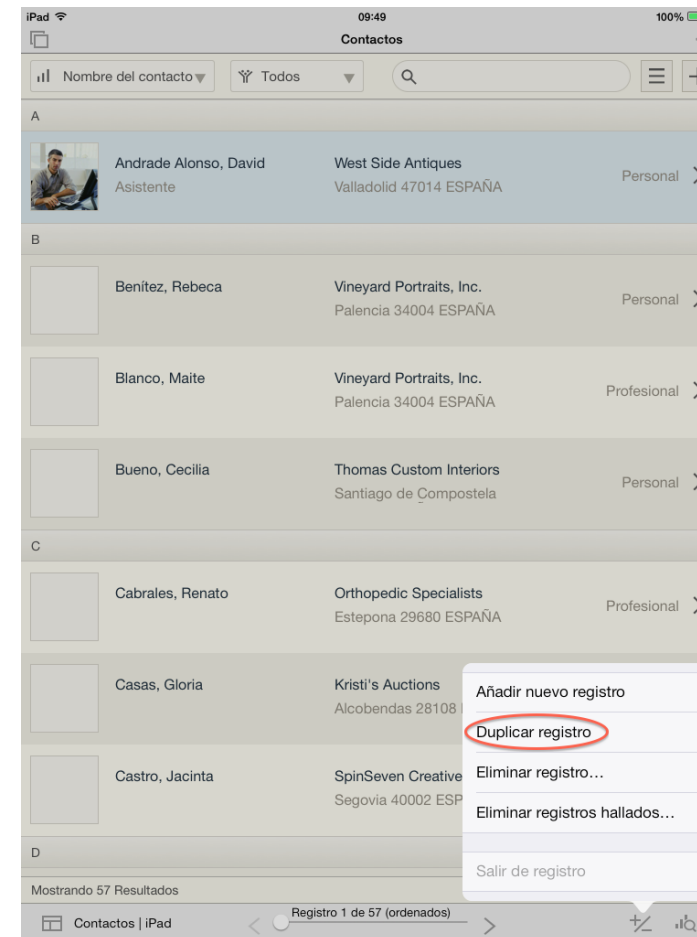 iPad 09:49 100%
Contactos
Nombre del contacto Todos
A
Andrade Alonso, David West Side Antiques
Asistente Valladolid 47014 ESPAÑA Personal
B
Benítez, Rebeca Vineyard Portraits, Inc.
Palencia 34004 ESPAÑA Personal
Blanco, Maite Vineyard Portraits, Inc.
Palencia 34004 ESPAÑA Profesional
Bueno, Cecilia Thomas Custom Interiors
Santiago de Compostela Personal
C
Cabrales, Renato Orthopedic Specialists
Estepona 29680 ESPAÑA Profesional
Casas, Gloria Kristi's Auctions
Alcobendas 28108
Castro, Jacinta SpinSeven Creative
Segovia 40002 ESP
D
Añadir nuevo registro
Duplicar registro
Eliminar registro…
Eliminar registros hallados…
Salir de registro
Mostrando 57 Resultados
Contactos | iPad Registro 1 de 57 (ordenados)